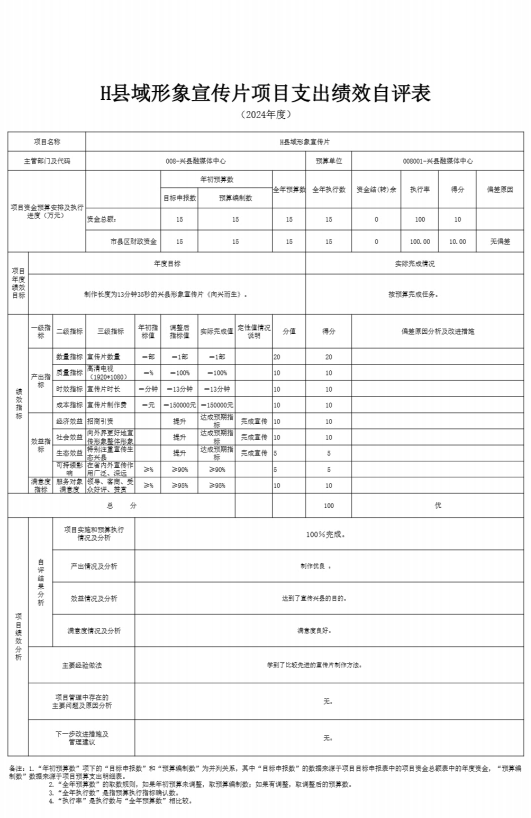 H县域形象宣传片项目支出绩效自评表
（2024年度）
项目名称 H县域形象宣传片
主管部门及代码 008-兴县融媒体中心 预算单位 008001-兴县融媒体中心
项目资金预算安排及执行进度（万元） 年初预算数 全年预算数 全年执行数 资金结(转)余 执行率 得分 偏差原因
目标申报数 预算编制数
资金总额： 15 15 15 15 0 100 10
市县区财政资金 15 15 15 15 0 100.00 10.00 无偏差
项目年度绩效目标 年度目标 实际完成情况
制作长度为13分钟35秒的兴县形象宣传片《向兴而生》。 按预算完成任务。
绩效指标 一级指标 二级指标 三级指标 年初指标值 调整后指标值 实际完成值 定性值情况说明 分值 得分 偏差原因分析及改进措施
产出指标 数量指标 宣传片数量 =部 =1部 =1部 20 20
质量指标 高清电视（1920*1080） =% =100% =100% 10 10
时效指标 宣传片时长 =分钟 =13分钟 =13分钟 10 10
成本指标 宣传片制作费 =元 =150000元 =150000元 10 10
效益指标 经济效益 招商引资 提升 达成预期指标 完成宣传 10 10
社会效益 向外界更好地宣传形象整体形象 提升 达成预期指标 完成宣传 10 10
生态效益 特别注重宣传生态兴县 提升 达成预期指标 完成宣传 5 5
可持续影响 在省内外宣传作用广泛、深远 ≥% ≥90% ≥90% 5 5
满意度指标 服务对象满意度 领导、客商、受众好评、赞赏 ≥% ≥95% ≥95% 10 10
总 分 100 优
项目绩效分析 自评结果分析 项目实施和预算执行情况及分析 100％完成。
产出情况及分析 制作优良 。
效益情况及分析 达到了宣传兴县的目的。
满意度情况及分析 满意度良好。
主要经验做法 学到了比较先进的宣传片制作方法。
项目管理中存在的主要问题及原因分析 无。
下一步改进措施及管理建议 无。
备注：1.“年初预算数”项下的“目标申报数”和“预算编制数”为并列关系，其中“目标申报数”的数据来源于项目目标申报表中的项目资金总额表中的年度资金，“预算编
制数”数据来源于项目预算支出明细表。
2.“全年预算数”的取数规则，如果年初预算未调整，取预算编制数；如果有调整，取调整后的预算数。
3.“全年执行数”是指预算执行指标确认数。
4.“执行率”是执行数与“全年预算数”相比较。